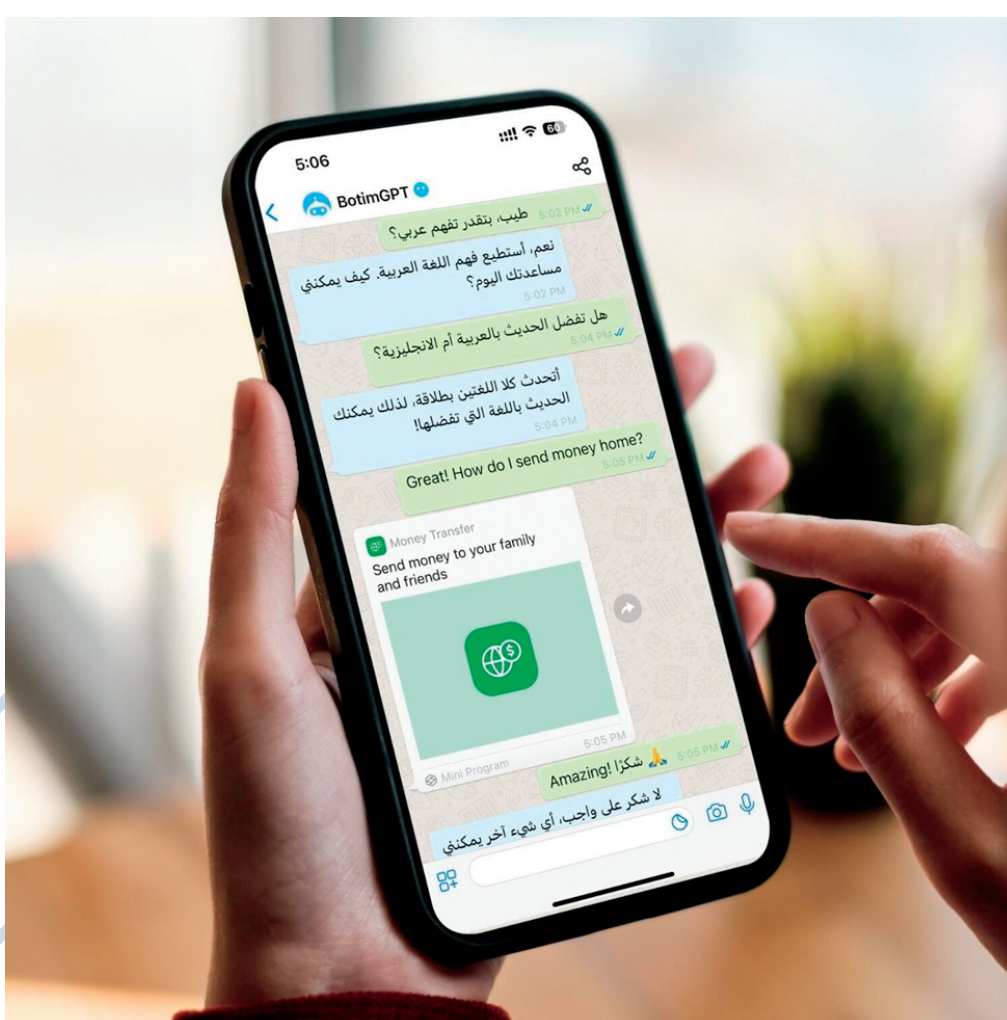 5:06
60
BotimGPT
طيب، بتقدر تفهم عربي؟
5:02 PM
نعم، أستطيع فهم اللغة العربية. كيف يمكنني
مساعدتك اليوم؟
5:02 PM
هل تفضل الحديث بالعربية أم الانجليزية؟
5:04 PM
أتحدث كلا اللغتين بطلاقة، لذلك يمكنك
الحديث باللغة التي تفضلها!
5:04 PM
Great! How do I send money home?
5:05 PM
Money Transfer
Send money to your family
and friends
$
5:05 PM
Mini Program
Amazing! شكرًا 🙏 5:05 PM
لا شكر على واجب، أي شيء آخر يمكنني